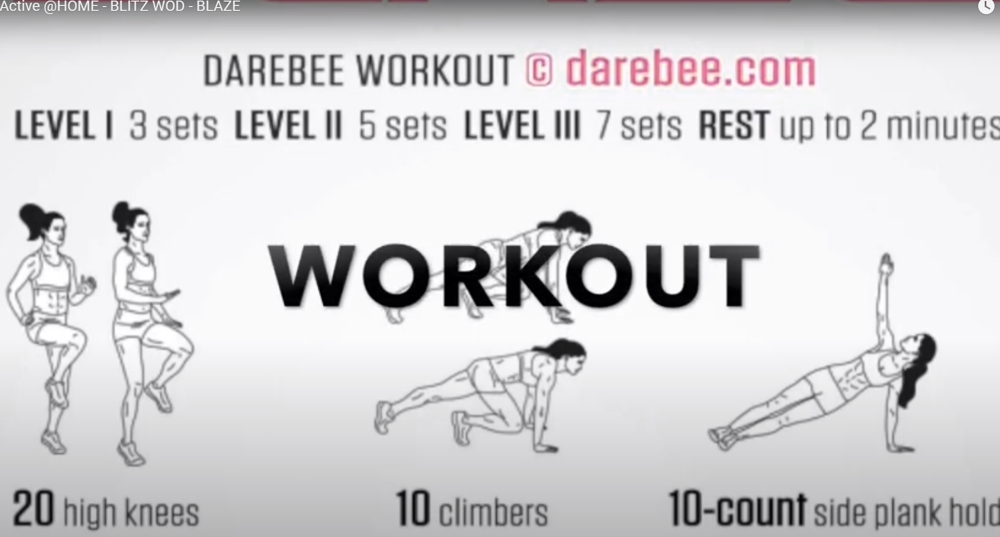 Active @HOME - BLITZ WOD - BLAZE
DAREBEE WORKOUT © darebee.com
LEVEL I 3 sets LEVEL II 5 sets LEVEL III 7 sets REST up to 2 minutes
WORKOUT
20 high knees
10 climbers
10-count side plank hold